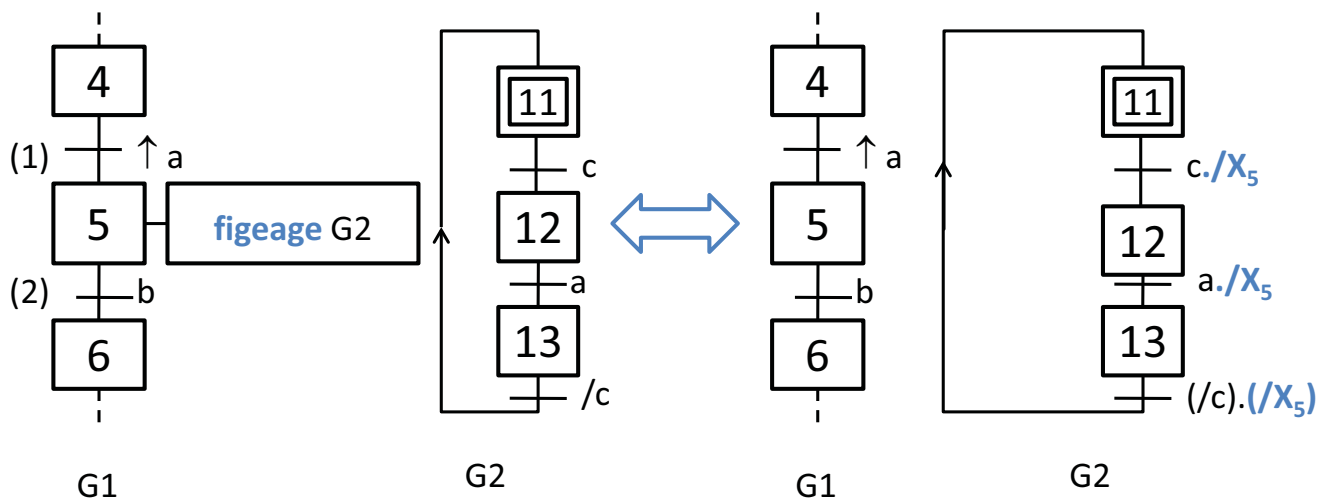 4
(1) ↑ a
5 figeage G2
(2) b
6
G1
11
c
12
a
13
/c
G2
4
↑ a
5
b
6
G1
11
c./X₅
12
a./X₅
13
(/c).(/X₅)
G2